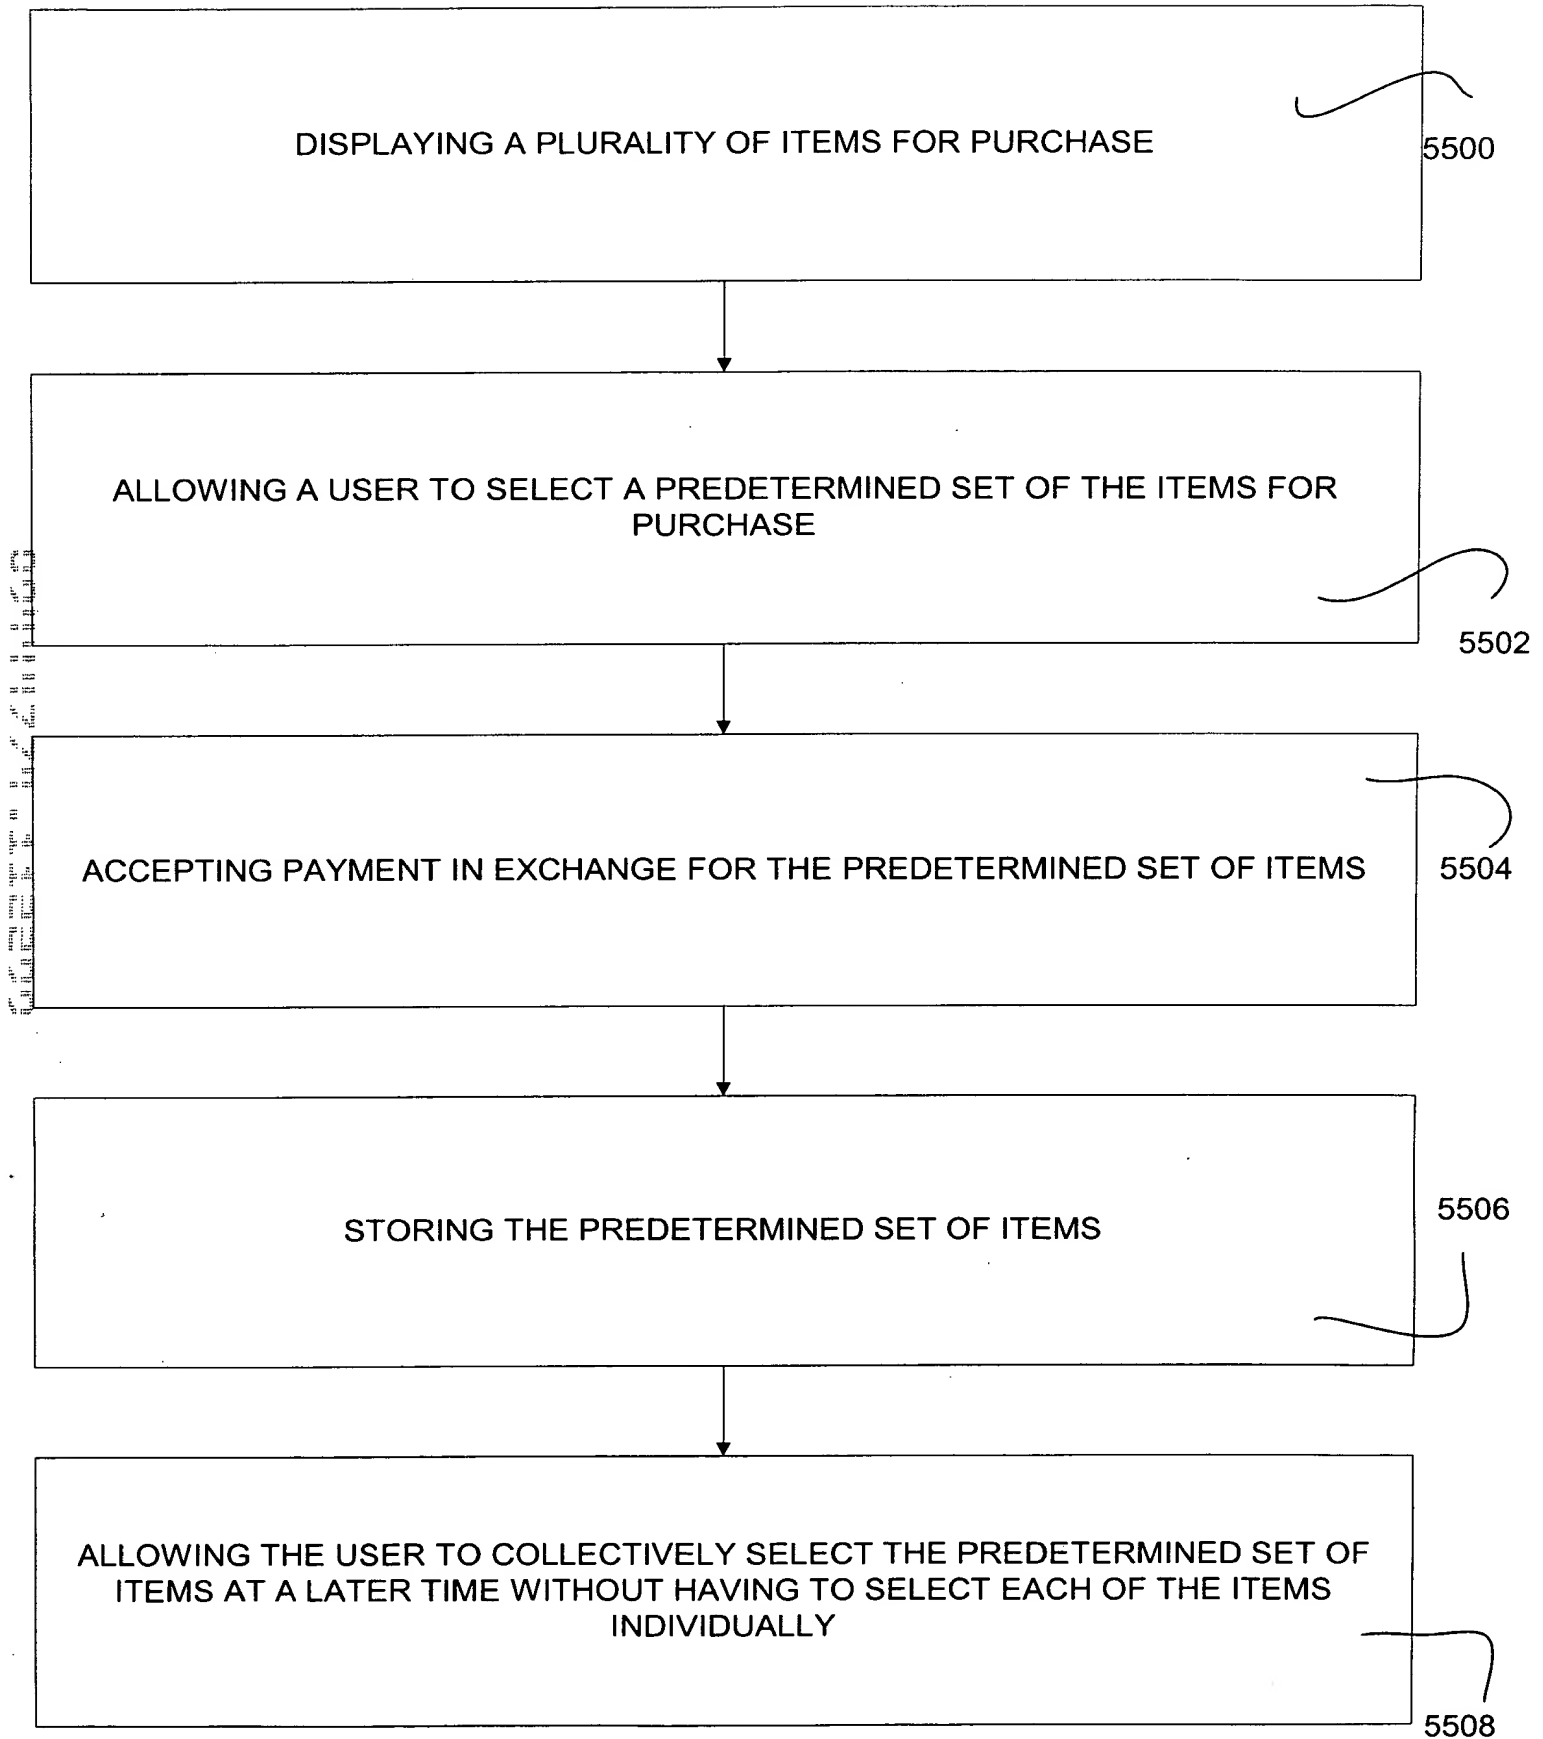 DISPLAYING A PLURALITY OF ITEMS FOR PURCHASE
5500
ALLOWING A USER TO SELECT A PREDETERMINED SET OF THE ITEMS FOR
PURCHASE
5502
ACCEPTING PAYMENT IN EXCHANGE FOR THE PREDETERMINED SET OF ITEMS
5504
STORING THE PREDETERMINED SET OF ITEMS
5506
ALLOWING THE USER TO COLLECTIVELY SELECT THE PREDETERMINED SET OF
ITEMS AT A LATER TIME WITHOUT HAVING TO SELECT EACH OF THE ITEMS
INDIVIDUALLY
5508